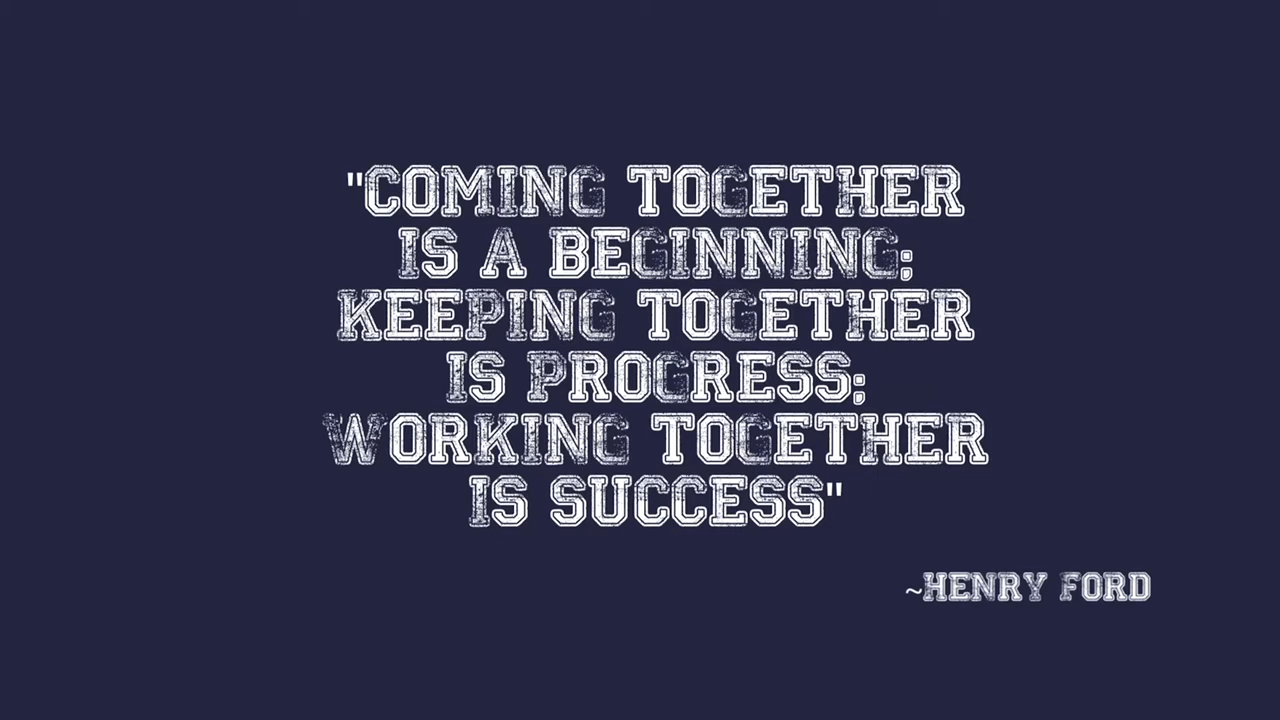 "COMING TOGETHER
IS A BEGINNING;
KEEPING TOGETHER
IS PROGRESS;
WORKING TOGETHER
IS SUCCESS"
~HENRY FORD